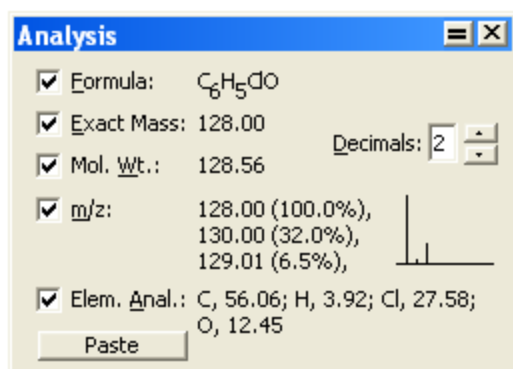 Analysis
Formula: C6H5ClO
Exact Mass: 128.00
Decimals: 2
Mol. Wt.: 128.56
m/z: 128.00 (100.0%),
130.00 (32.0%),
129.01 (6.5%),
Elem. Anal.: C, 56.06; H, 3.92; Cl, 27.58;
O, 12.45
Paste